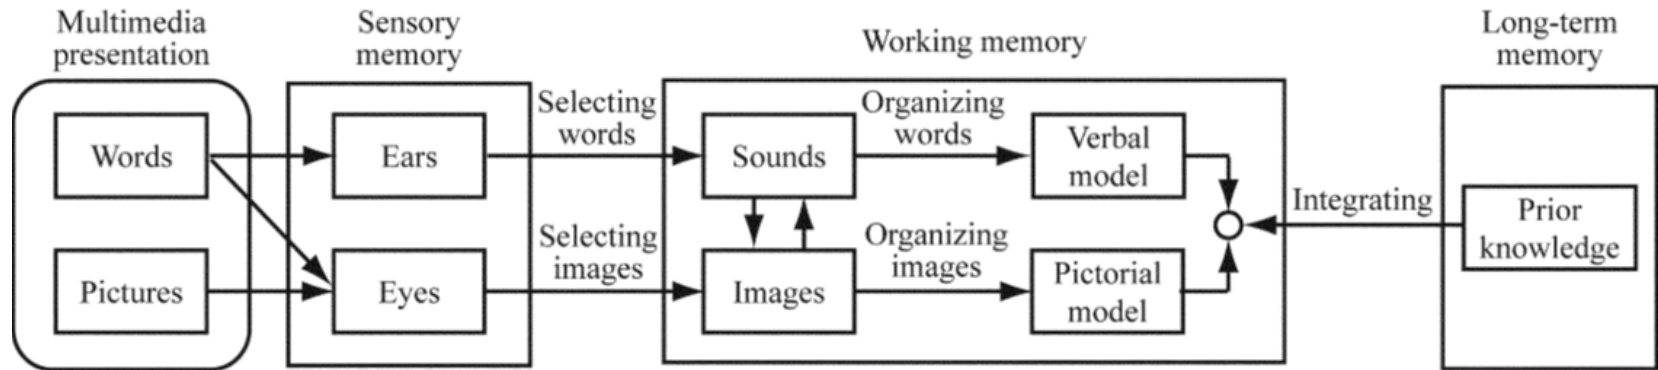 Multimedia
presentation
Sensory
memory
Working memory
Long-term
memory
Words
Pictures
Ears
Eyes
Selecting
words
Selecting
images
Sounds
Images
Organizing
words
Organizing
images
Verbal
model
Pictorial
model
Integrating
Prior
knowledge